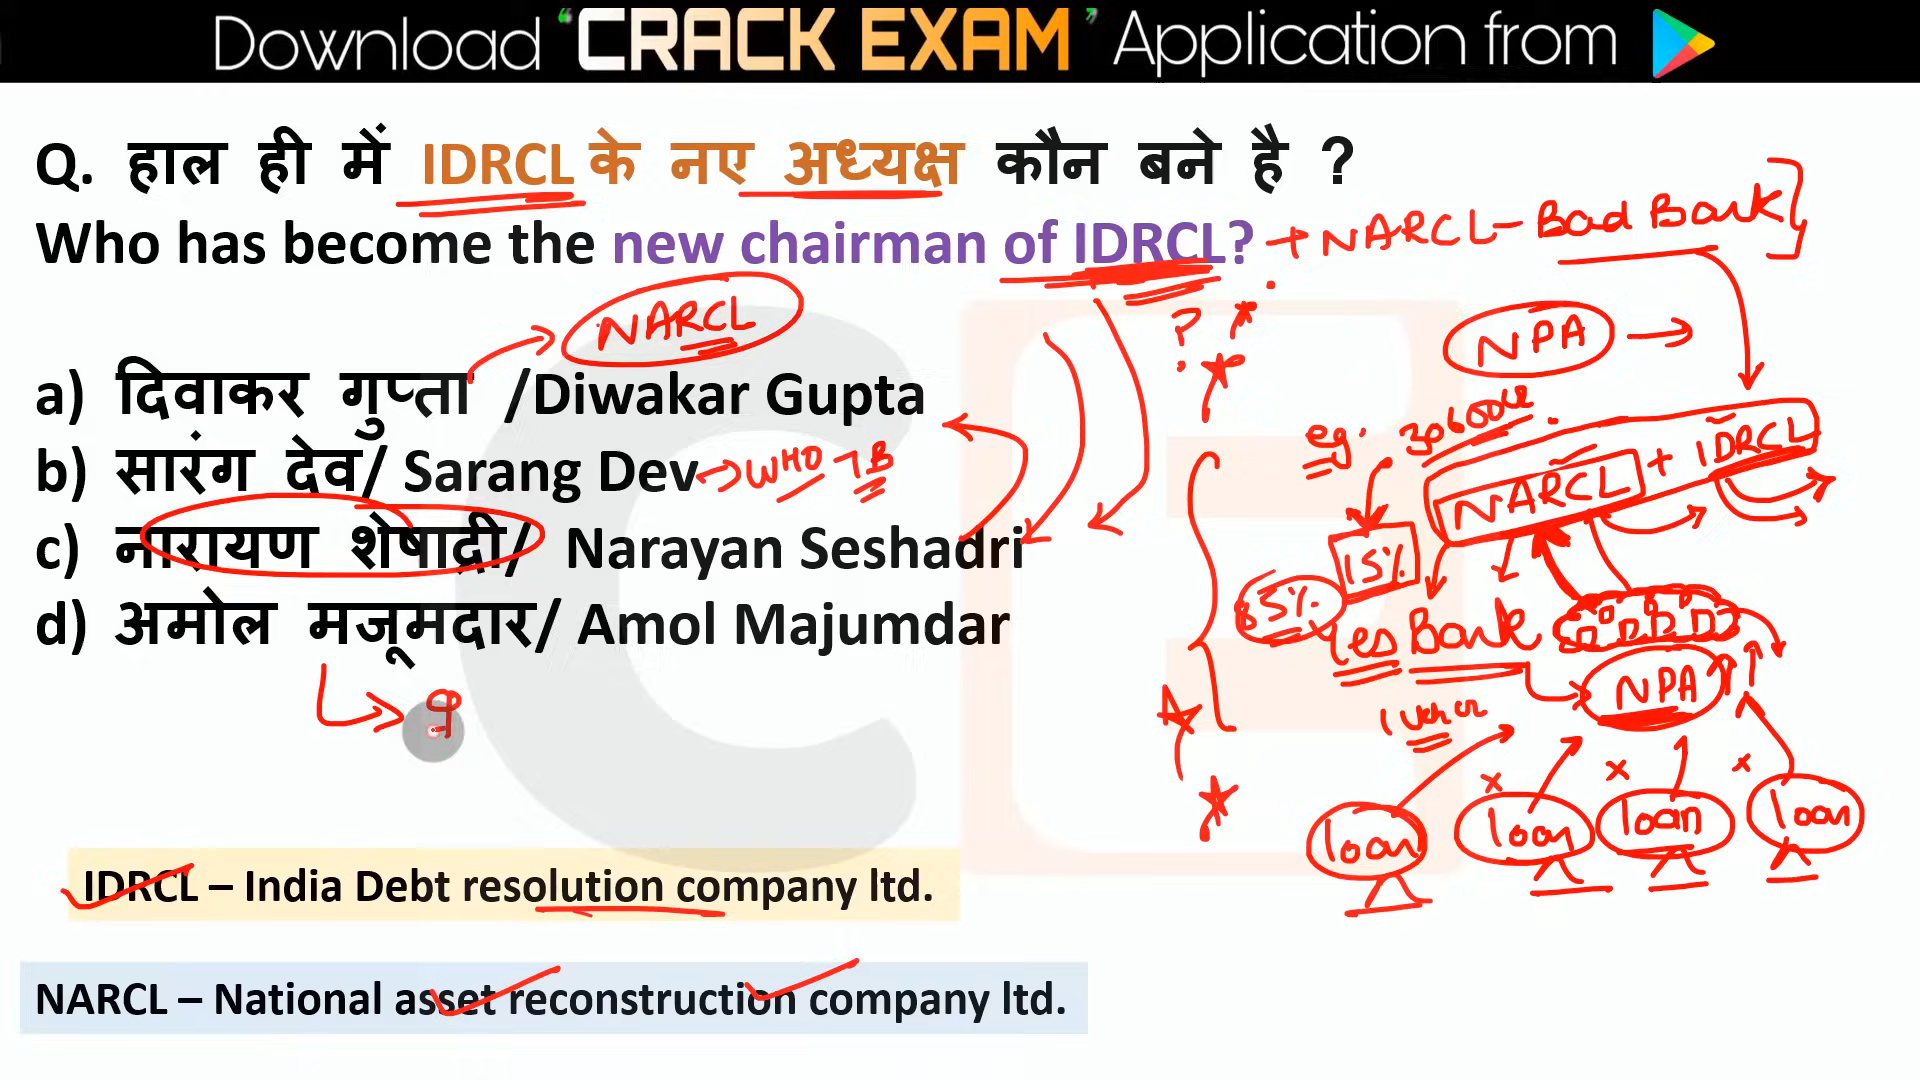 Download "CRACK EXAM" Application from
Q. हाल ही में IDRCL के नए अध्यक्ष कौन बने है ?
Who has become the new chairman of IDRCL? + NARCL - Bad Bank
NARCL
?
NPA
a) दिवाकर गुप्ता /Diwakar Gupta
eg.
NARCL + IDRCL
b) सारंग देव/ Sarang Dev → WHO
c) नारायण शेषाद्री/ Narayan Seshadri
15%
85%
Yes Bank
d) अमोल मजूमदार/ Amol Majumdar
NPA
loan loan loan loan
IDRCL – India Debt resolution company ltd.
NARCL – National asset reconstruction company ltd.